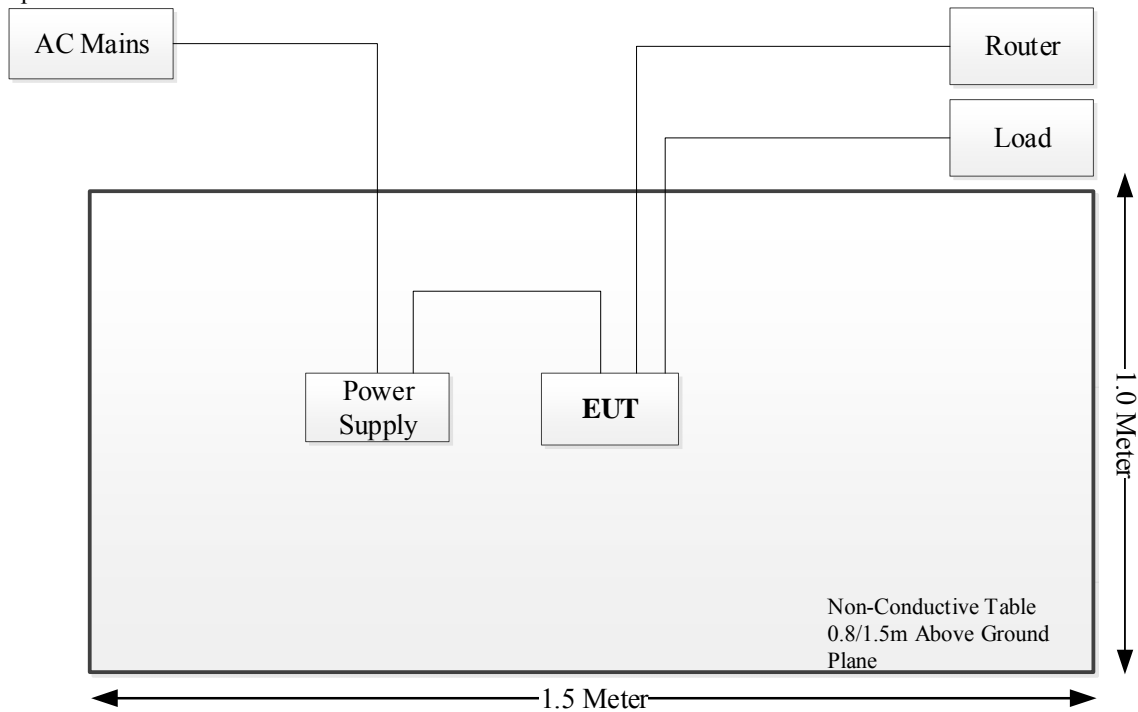 AC Mains
Router
Load
Power
Supply
EUT
1.0 Meter
Non-Conductive Table
0.8/1.5m Above Ground
Plane
1.5 Meter